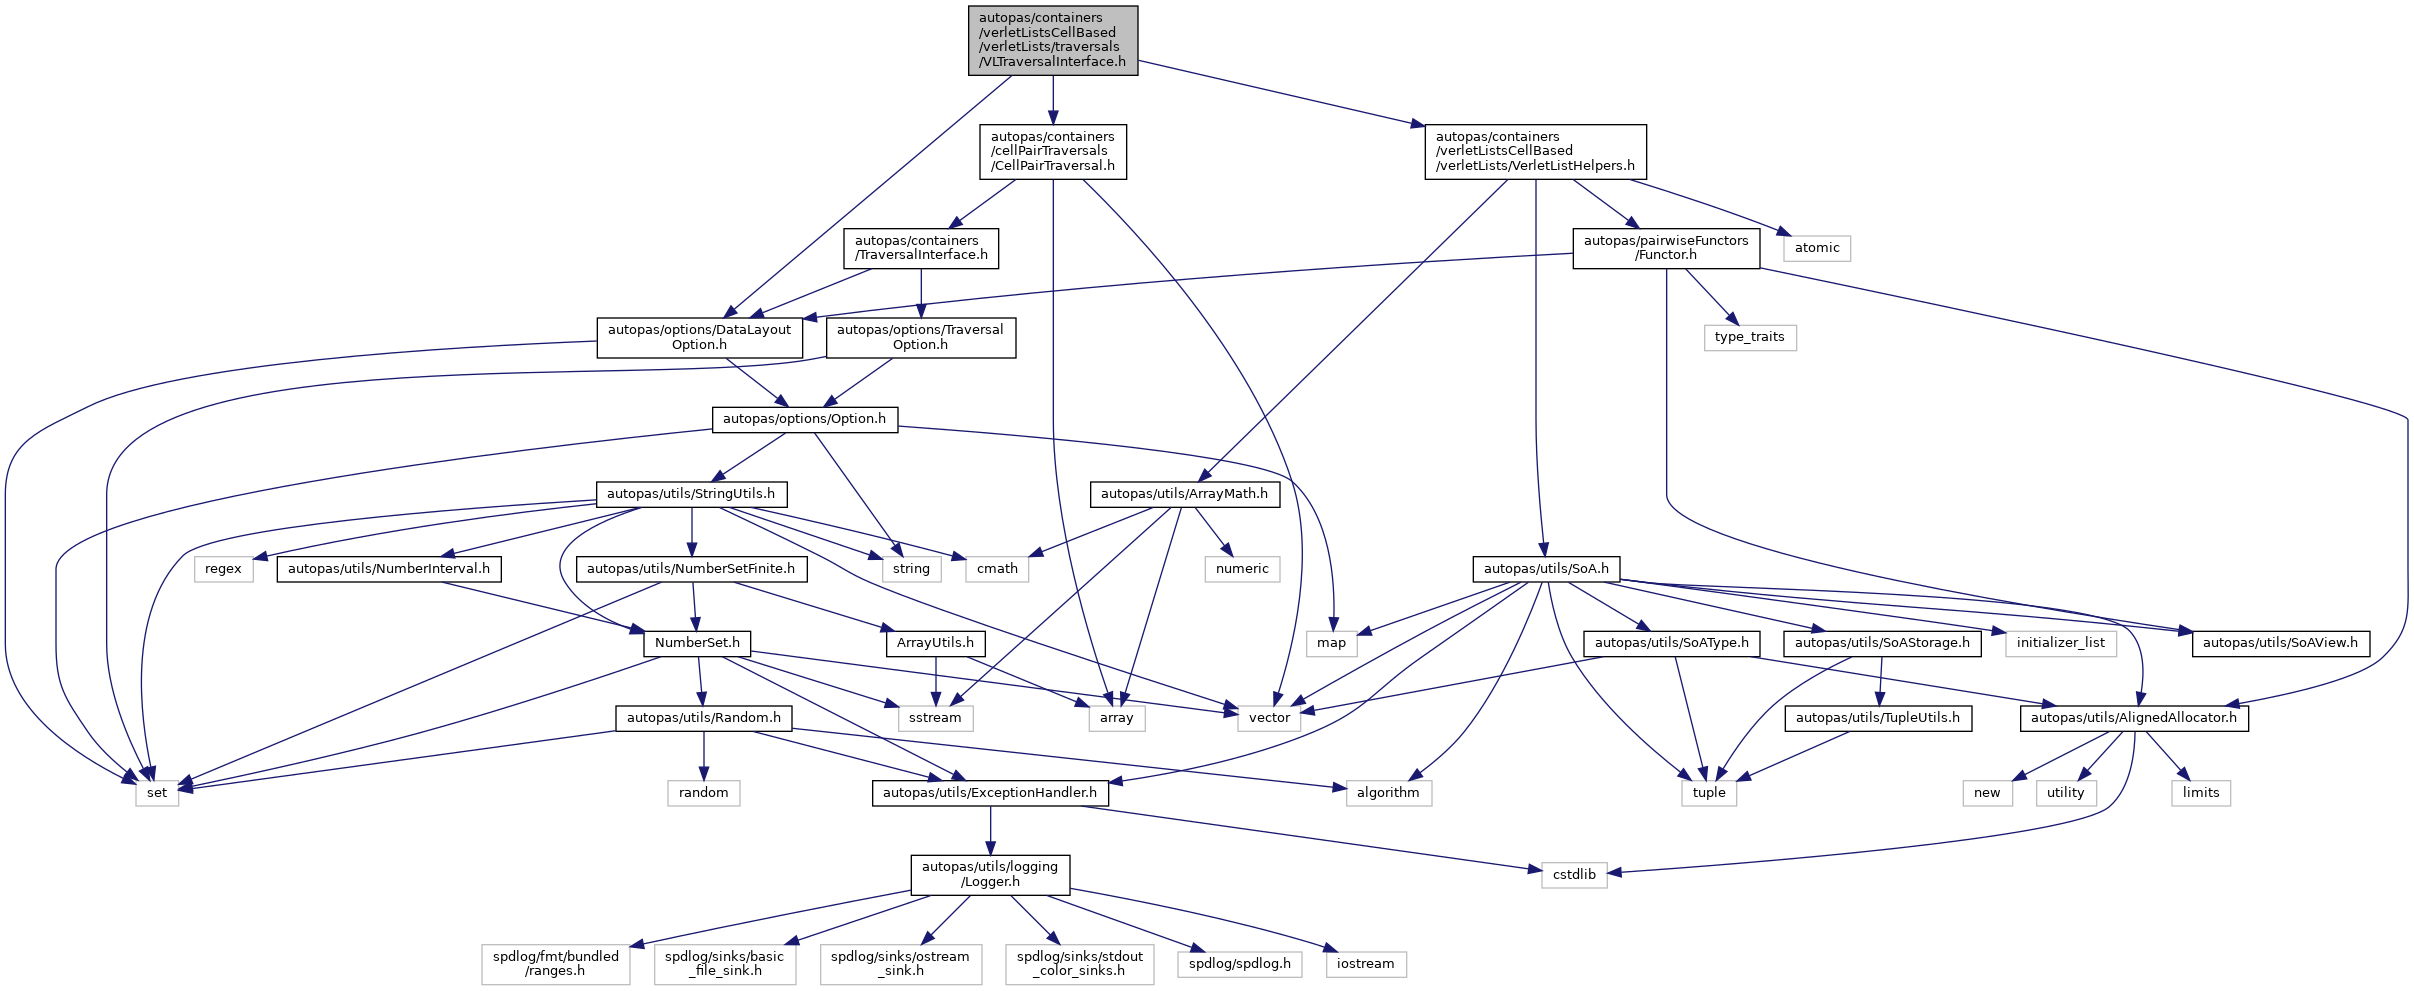 autopas/containers
/verletListsCellBased
/verletLists/traversals
/VLTraversalInterface.h
autopas/containers
/cellPairTraversals
/CellPairTraversal.h
autopas/containers
/verletListsCellBased
/verletLists/VerletListHelpers.h
autopas/containers
/TraversalInterface.h
autopas/pairwiseFunctors
/Functor.h
atomic
autopas/options/DataLayout
Option.h
autopas/options/Traversal
Option.h
type_traits
autopas/options/Option.h
autopas/utils/StringUtils.h
autopas/utils/ArrayMath.h
regex
autopas/utils/NumberInterval.h
autopas/utils/NumberSetFinite.h
string
cmath
numeric
autopas/utils/SoA.h
NumberSet.h
ArrayUtils.h
map
autopas/utils/SoAType.h
autopas/utils/SoAStorage.h
initializer_list
autopas/utils/SoAView.h
autopas/utils/Random.h
sstream
array
vector
autopas/utils/TupleUtils.h
autopas/utils/AlignedAllocator.h
set
random
autopas/utils/ExceptionHandler.h
algorithm
tuple
new
utility
limits
autopas/utils/logging
/Logger.h
cstdlib
spdlog/fmt/bundled
/ranges.h
spdlog/sinks/basic
_file_sink.h
spdlog/sinks/ostream
_sink.h
spdlog/sinks/stdout
_color_sinks.h
spdlog/spdlog.h
iostream